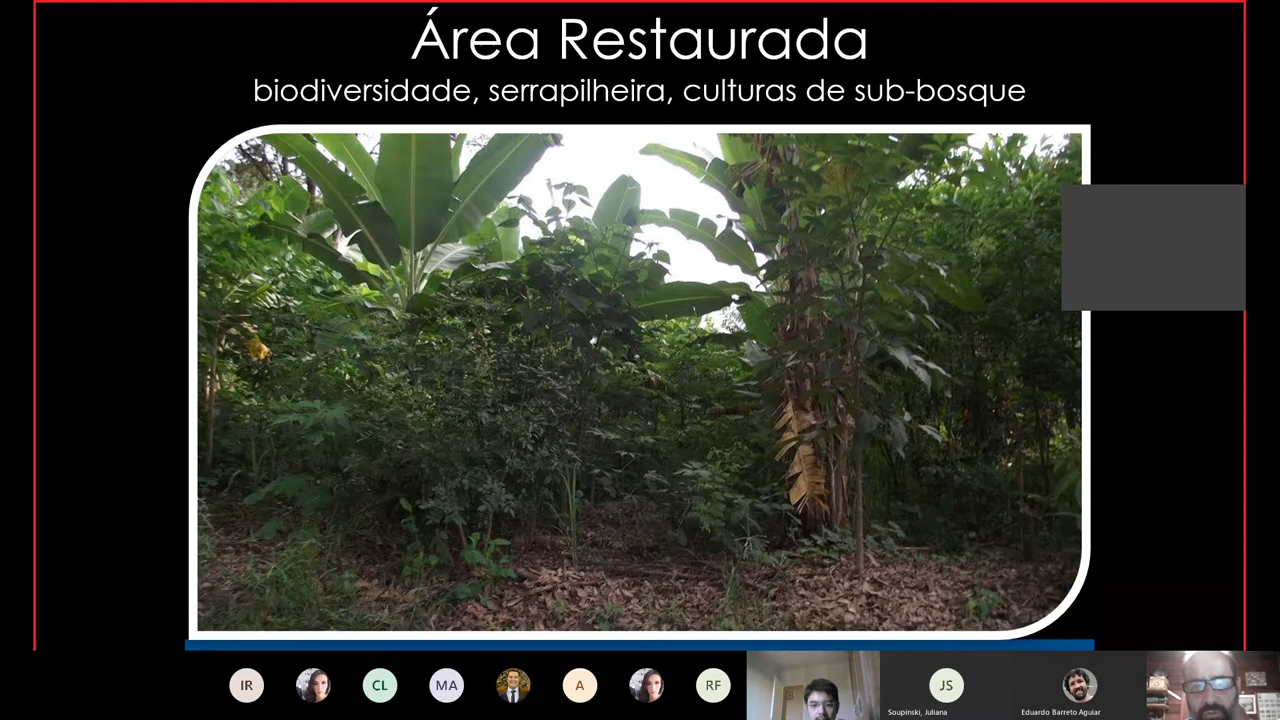 Área Restaurada
biodiversidade, serrapilheira, culturas de sub-bosque
IR
CL
MA
A
RF
JS
Soupinski, Juliana
Eduardo Barreto Aguiar